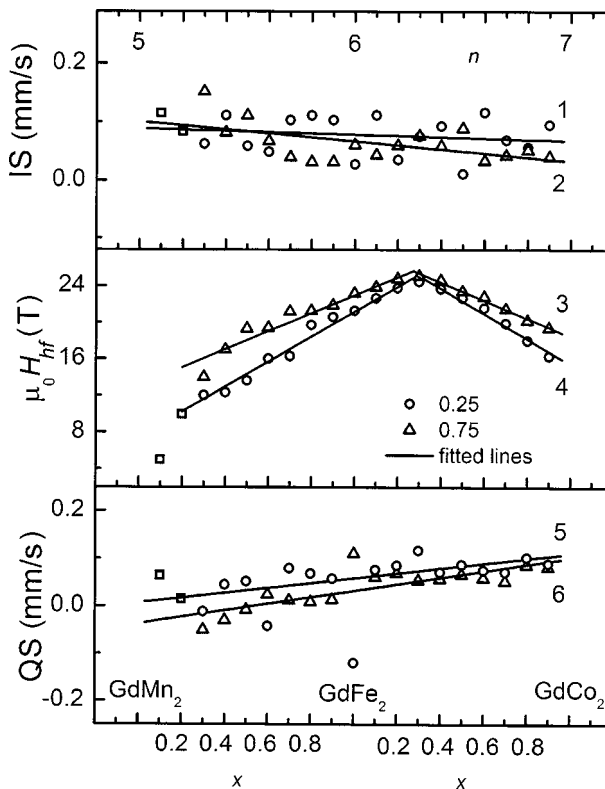 5 6 n 7
IS (mm/s)
0.2
0.0
1
2
μ₀H_hf (T)
24
16
8
3
4
0.25
0.75
fitted lines
QS (mm/s)
0.2
0.0
-0.2
5
6
GdMn₂ GdFe₂ GdCo₂
0.2 0.4 0.6 0.8 0.2 0.4 0.6 0.8
x x